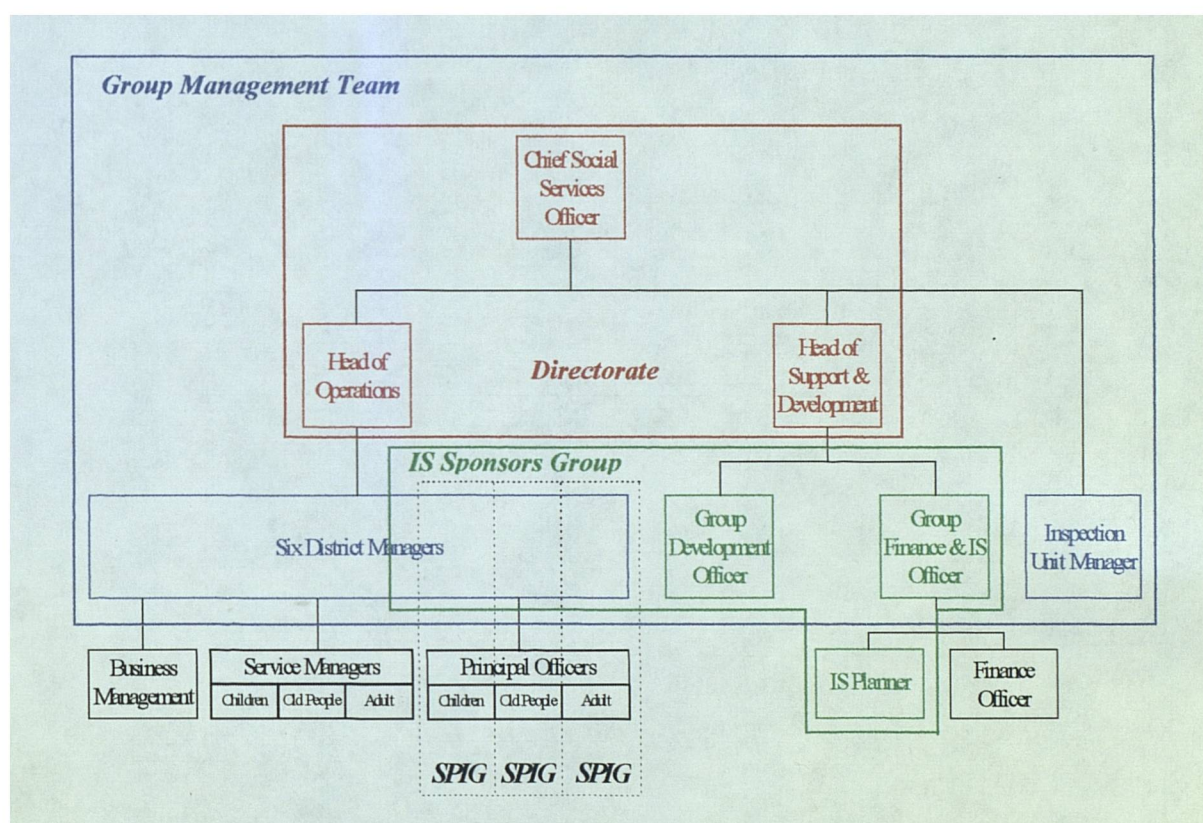 Group Management Team
Chief Social
Services
Officer
Head of
Operations
Directorate
Head of
Support &
Development
IS Sponsors Group
Six District Managers
Group
Development
Officer
Group
Finance & IS
Officer
Inspection
Unit Manager
Business
Management
Service Managers
Children Old People Adult
Principal Officers
Children Old People Adult
IS Planner
Finance
Officer
SPIG SPIG SPIG